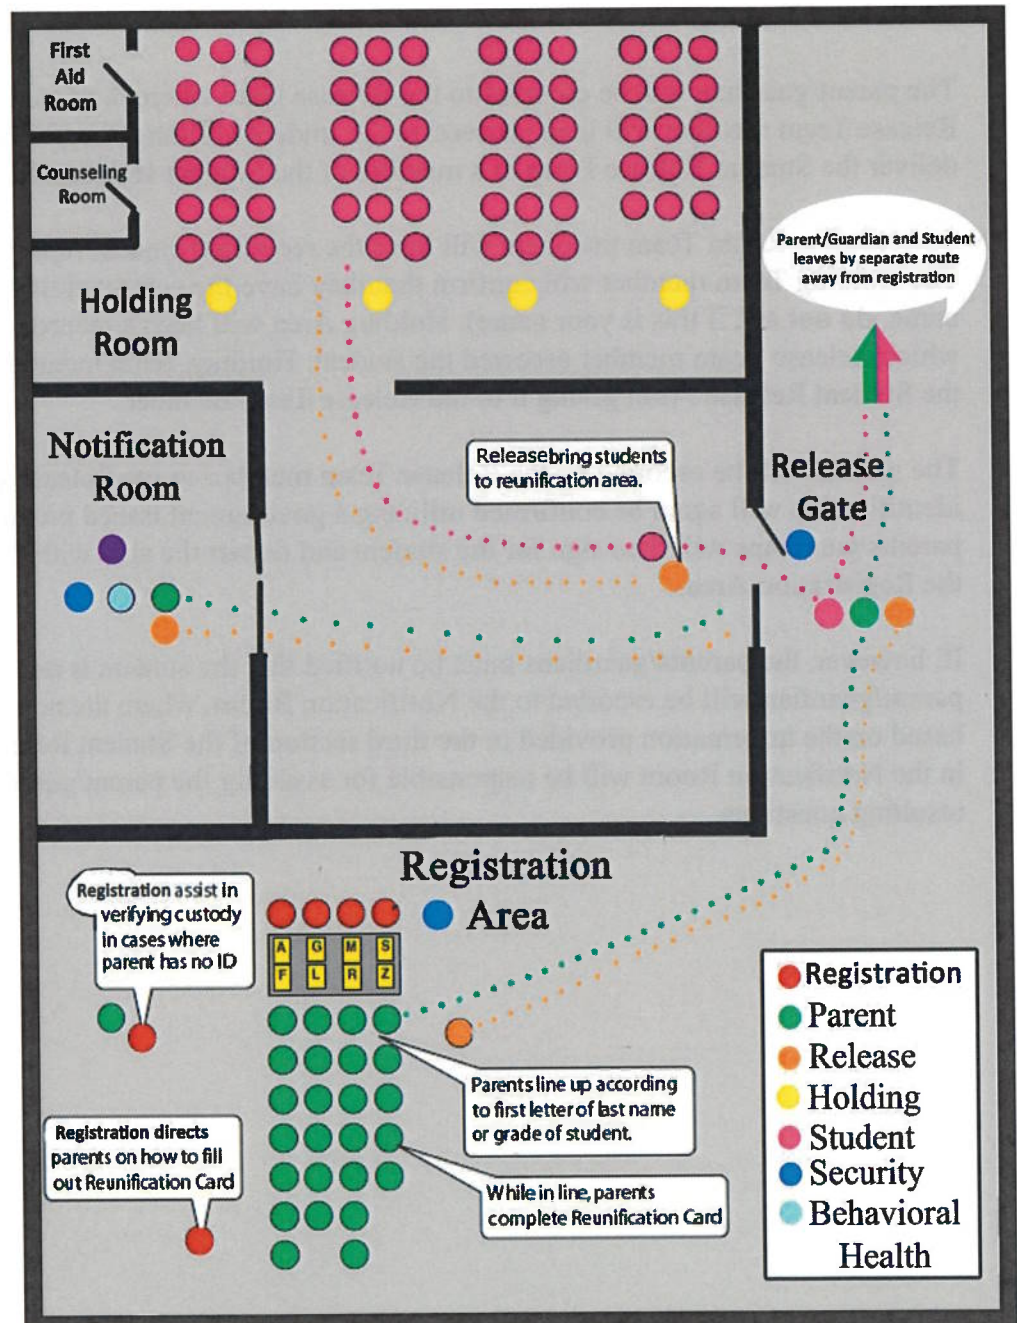 First
Aid
Room
Counseling
Room
Holding
Room
Parent/Guardian and Student
leaves by separate route
away from registration
Notification
Room
Release bring students
to reunification area.
Release
Gate
Registration
Area
Registration assist in
verifying custody
in cases where
parent has no ID
A G M S
F L R Z
Parents line up according
to first letter of last name
or grade of student.
Registration directs
parents on how to fill
out Reunification Card
While in line, parents
complete Reunification Card
Registration
Parent
Release
Holding
Student
Security
Behavioral
Health